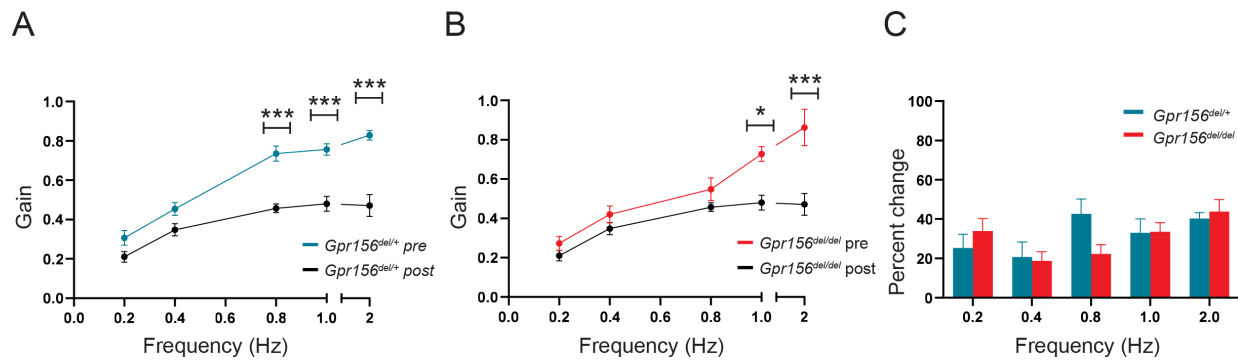 A
Gain
1.0
0.8
0.6
0.4
0.2
0.0
***
***
***
Gpr156del/+ pre
Gpr156del/+ post
0.0 0.2 0.4 0.6 0.8 1.0 2
Frequency (Hz)
B
Gain
1.0
0.8
0.6
0.4
0.2
0.0
*
***
Gpr156del/del pre
Gpr156del/del post
0.0 0.2 0.4 0.6 0.8 1.0 2
Frequency (Hz)
C
Percent change
100
80
60
40
20
0
Gpr156del/+
Gpr156del/del
0.2 0.4 0.8 1.0 2.0
Frequency (Hz)